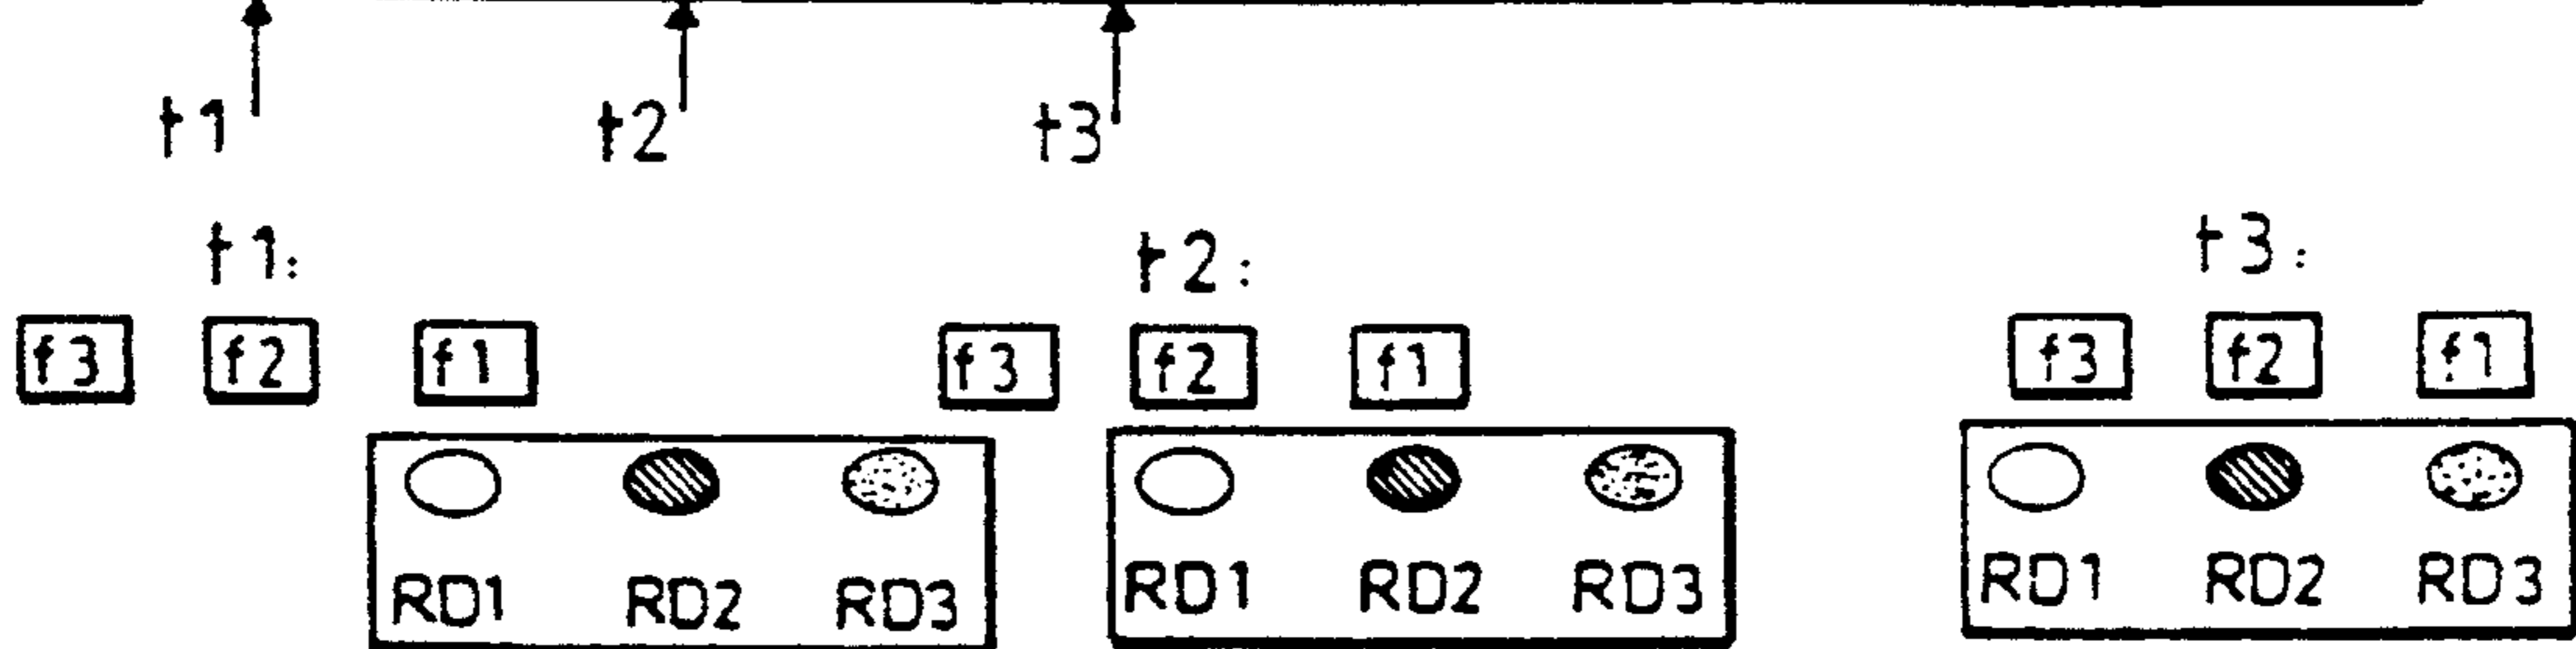 t1 t2 t3
t1: t2: t3:
f3 f2 f1 f3 f2 f1 f3 f2 f1
RD1 RD2 RD3 RD1 RD2 RD3 RD1 RD2 RD3